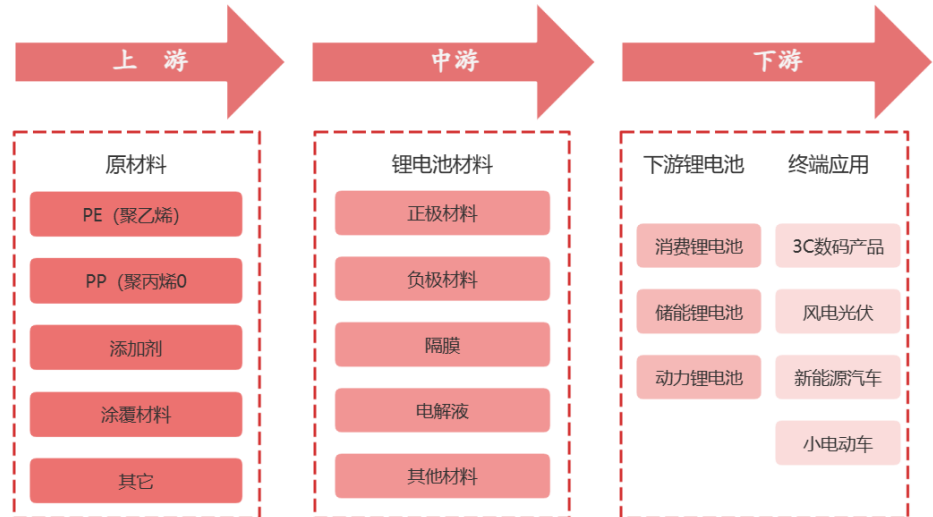 上 游
中游
下游
原材料
PE（聚乙烯）
PP（聚丙烯0
添加剂
涂覆材料
其它
锂电池材料
正极材料
负极材料
隔膜
电解液
其他材料
下游锂电池
终端应用
消费锂电池
3C数码产品
储能锂电池
风电光伏
动力锂电池
新能源汽车
小电动车